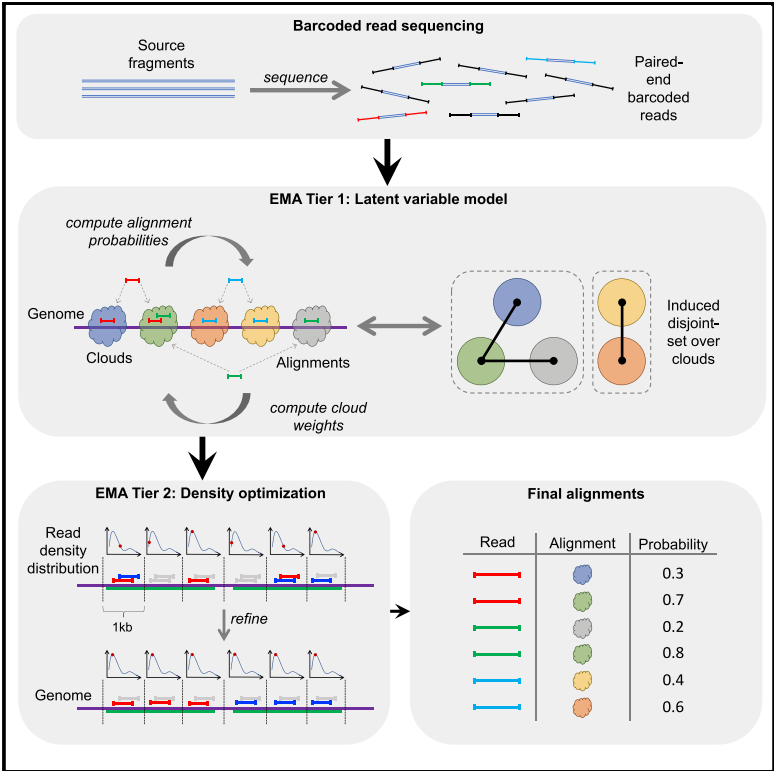 Barcoded read sequencing
Source
fragments
sequence
Paired-
end
barcoded
reads
EMA Tier 1: Latent variable model
compute alignment
probabilities
Genome
Clouds
Alignments
compute cloud
weights
Induced
disjoint-
set over
clouds
EMA Tier 2: Density optimization
Read
density
distribution
1kb
refine
Genome
Final alignments
Read Alignment Probability
0.3
0.7
0.2
0.8
0.4
0.6